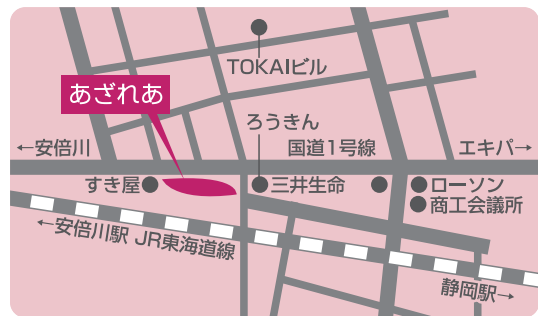 TOKAIビル
あざれあ
ろうきん
←安倍川
国道1号線
エキパ→
すき屋
三井生命
ローソン
商工会議所
←安倍川駅 JR東海道線
静岡駅→